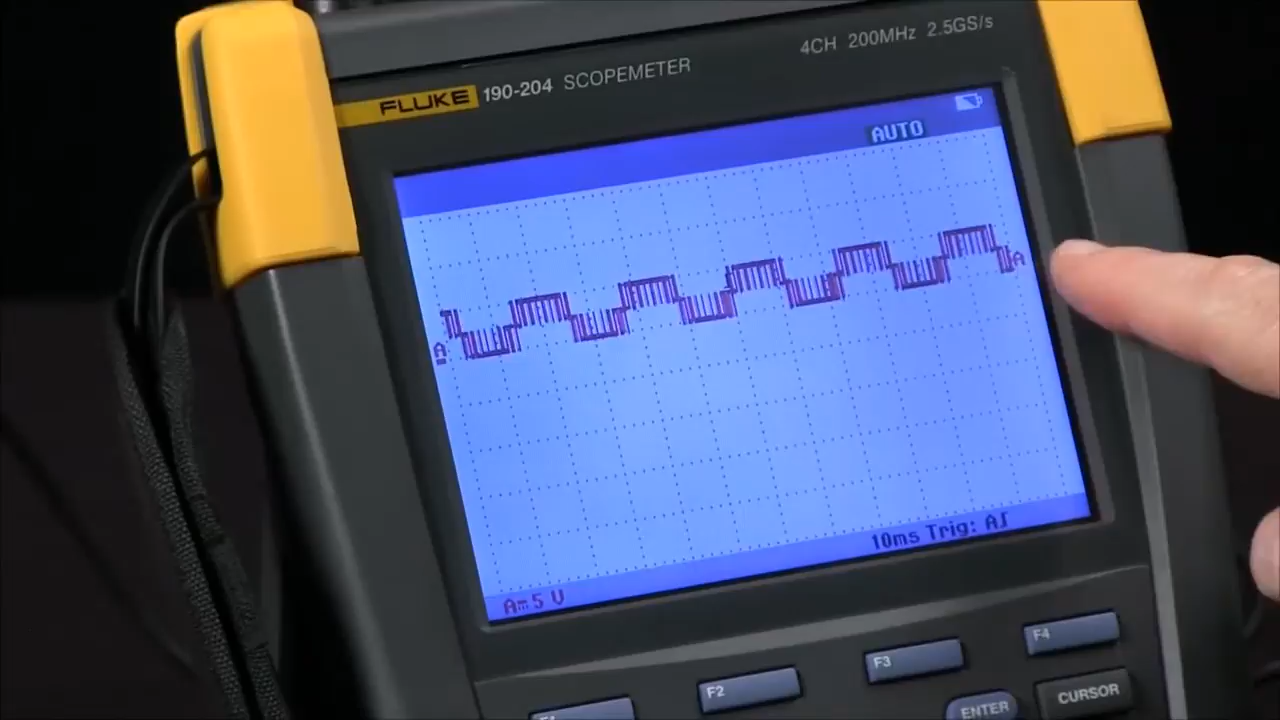 FLUKE 190-204 SCOPEMETER
4CH 200MHz 2.5GS/s
AUTO
A
A
10ms Trig: A
A 5 V
F2
F3
F4
ENTER
CURSOR